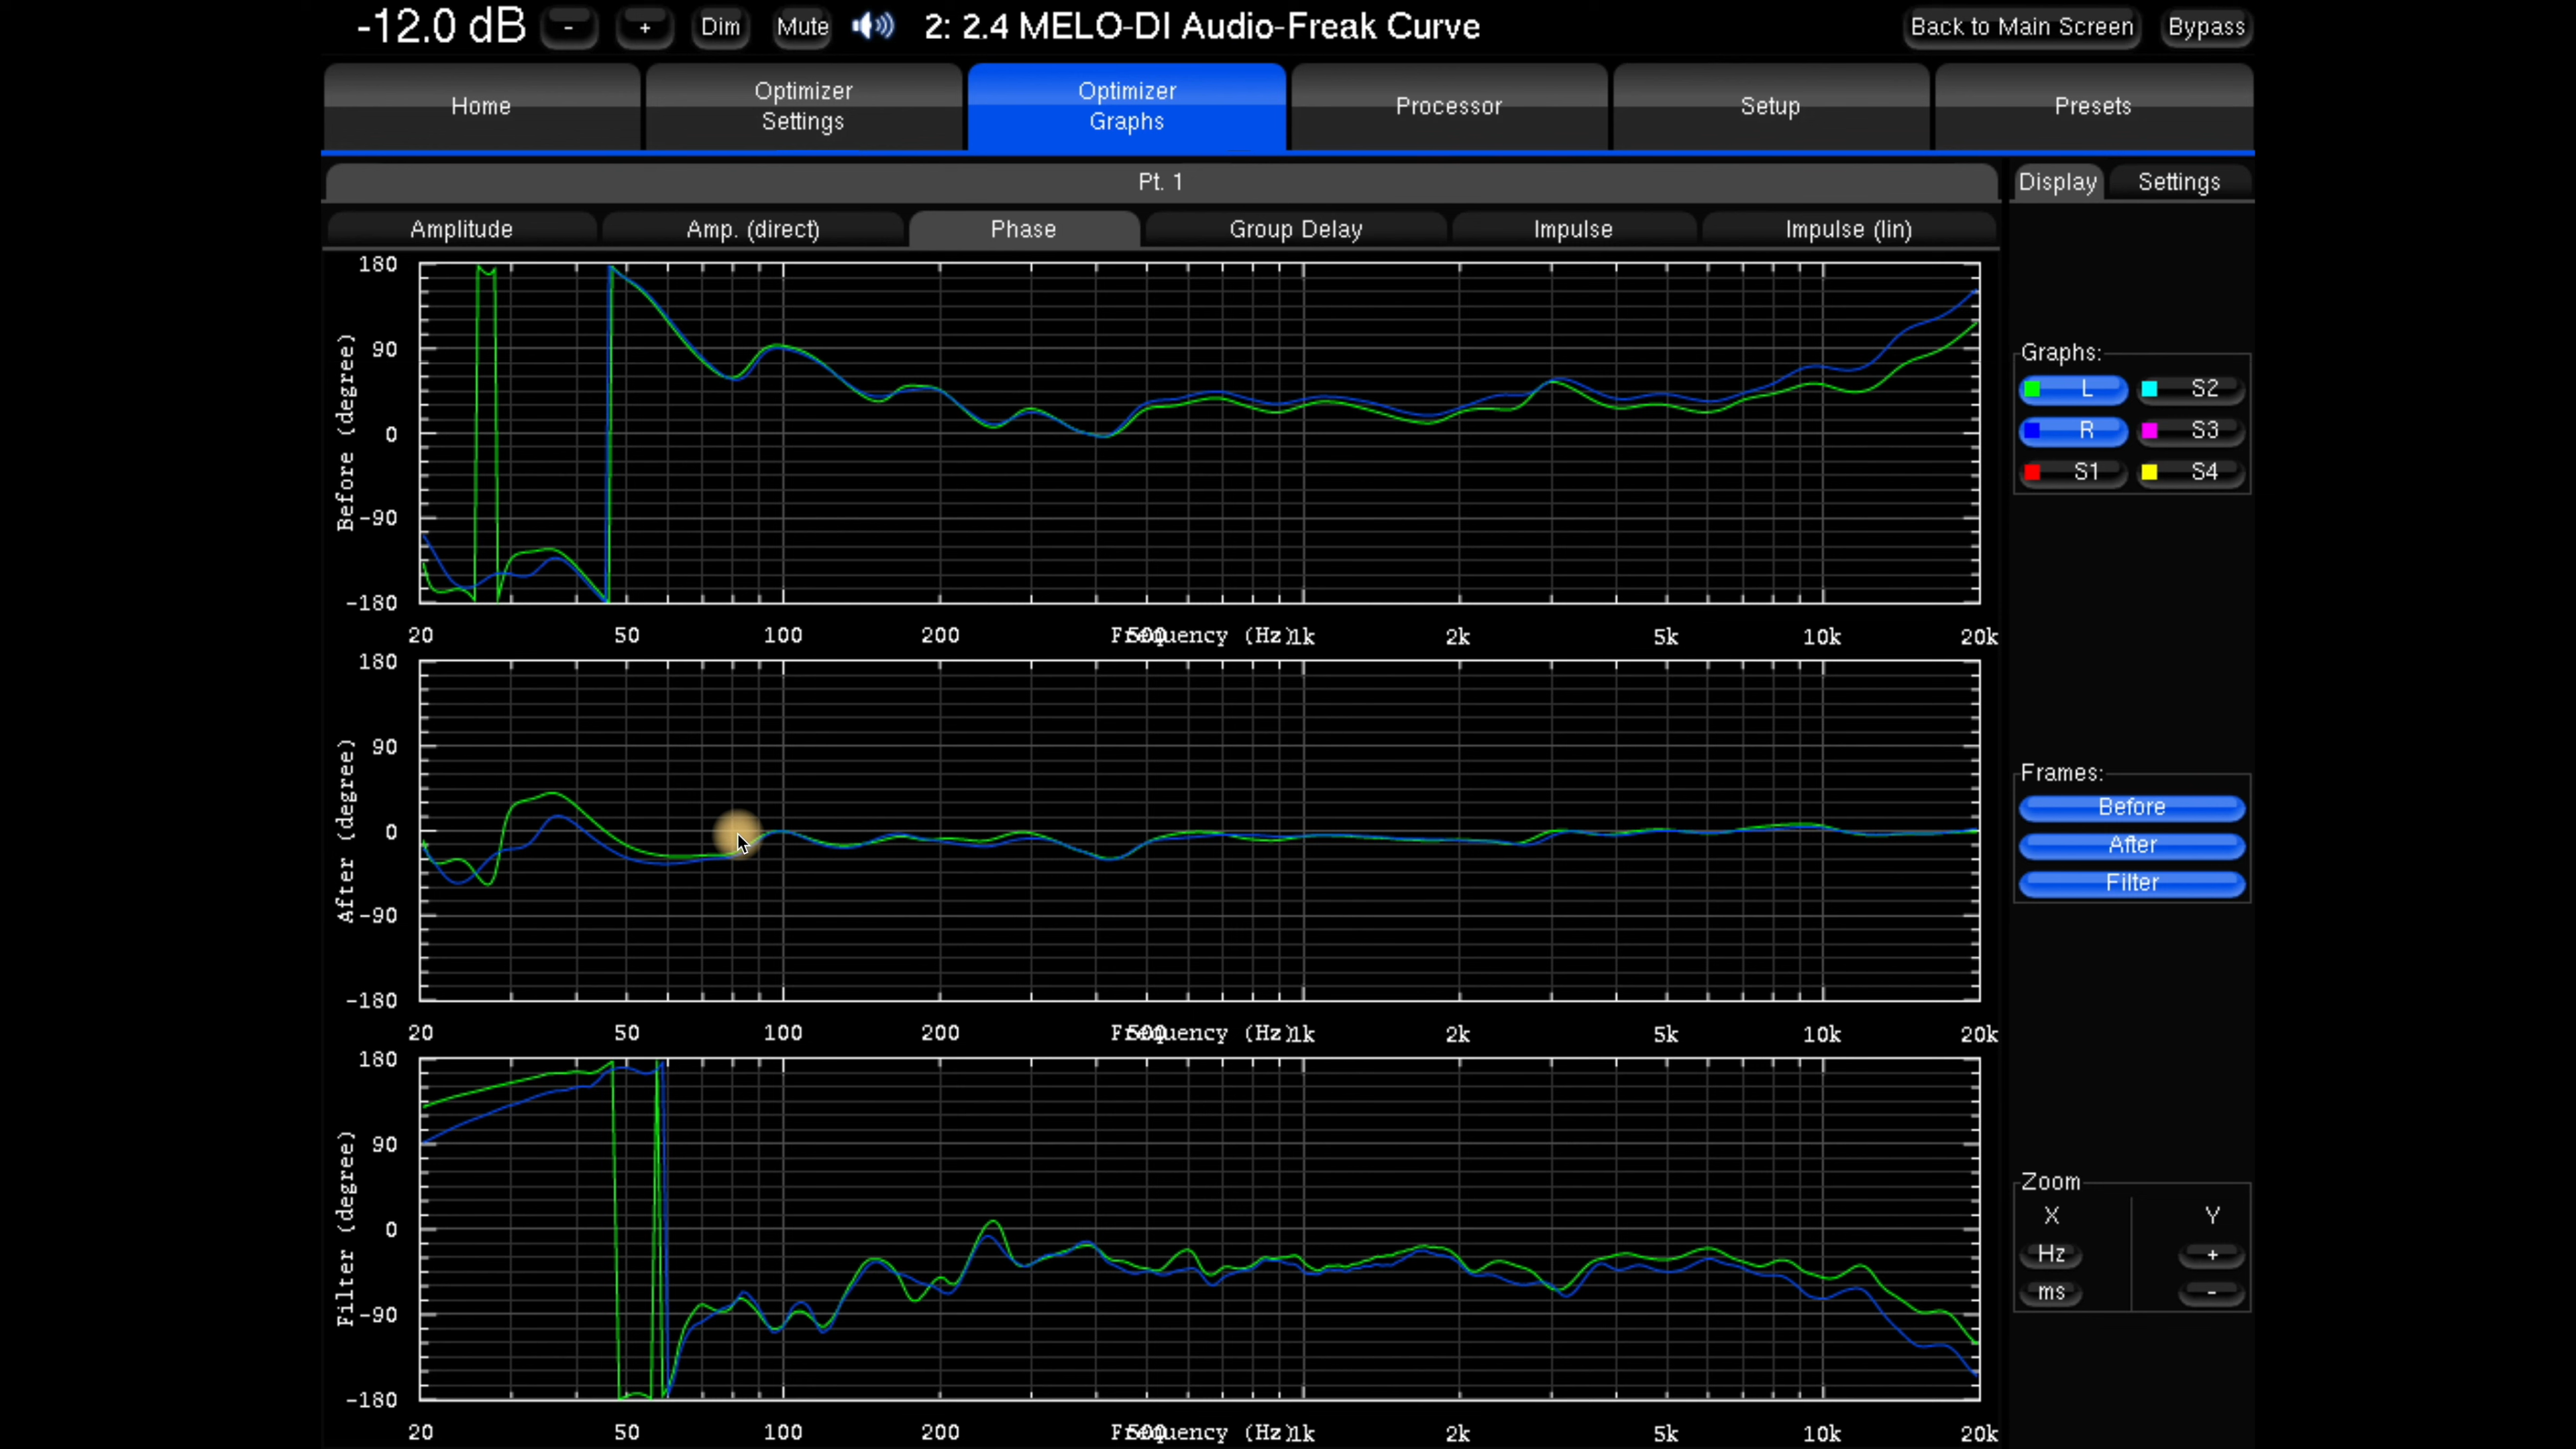 -12.0 dB - + Dim Mute 2: 2.4 MELO-DI Audio-Freak Curve Back to Main Screen Bypass
Home Optimizer Settings Optimizer Graphs Processor Setup Presets
Pt. 1 Display Settings
Amplitude Amp. (direct) Phase Group Delay Impulse Impulse (lin)
180
90
0
-90
-180
Before (degree)
20 50 100 200 500 Frequency (Hz) 1k 2k 5k 10k 20k
180
90
0
-90
-180
After (degree)
20 50 100 200 500 Frequency (Hz) 1k 2k 5k 10k 20k
180
90
0
-90
-180
Filter (degree)
20 50 100 200 500 Frequency (Hz) 1k 2k 5k 10k 20k
Graphs:
L S2
R S3
S1 S4
Frames:
Before
After
Filter
Zoom
X Y
Hz +
ms -